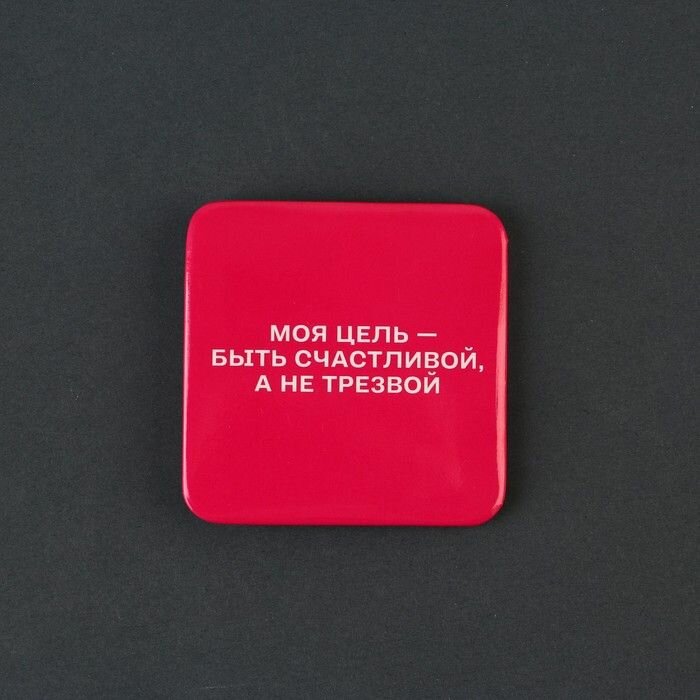 МОЯ ЦЕЛЬ —
БЫТЬ СЧАСТЛИВОЙ,
А НЕ ТРЕЗВОЙ